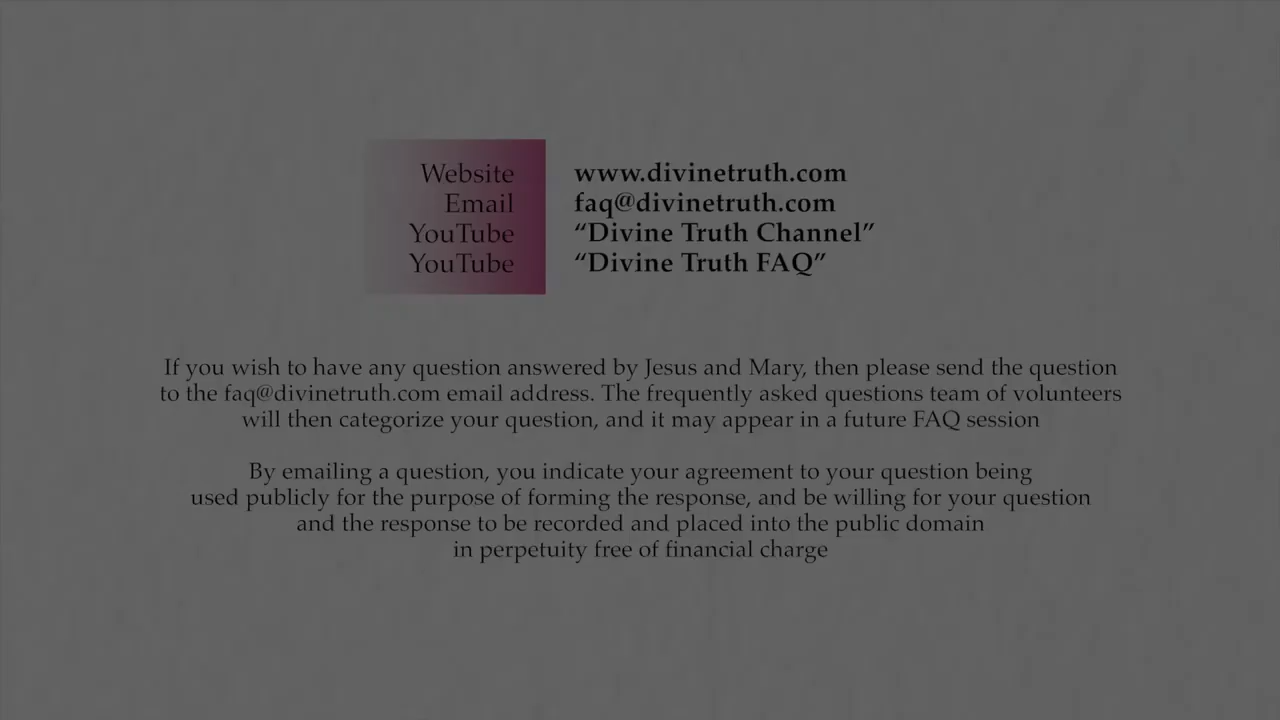 Website www.divinetruth.com
Email faq@divinetruth.com
YouTube “Divine Truth Channel”
YouTube “Divine Truth FAQ”
If you wish to have any question answered by Jesus and Mary, then please send the question
to the faq@divinetruth.com email address. The frequently asked questions team of volunteers
will then categorize your question, and it may appear in a future FAQ session
By emailing a question, you indicate your agreement to your question being
used publicly for the purpose of forming the response, and be willing for your question
and the response to be recorded and placed into the public domain
in perpetuity free of financial charge